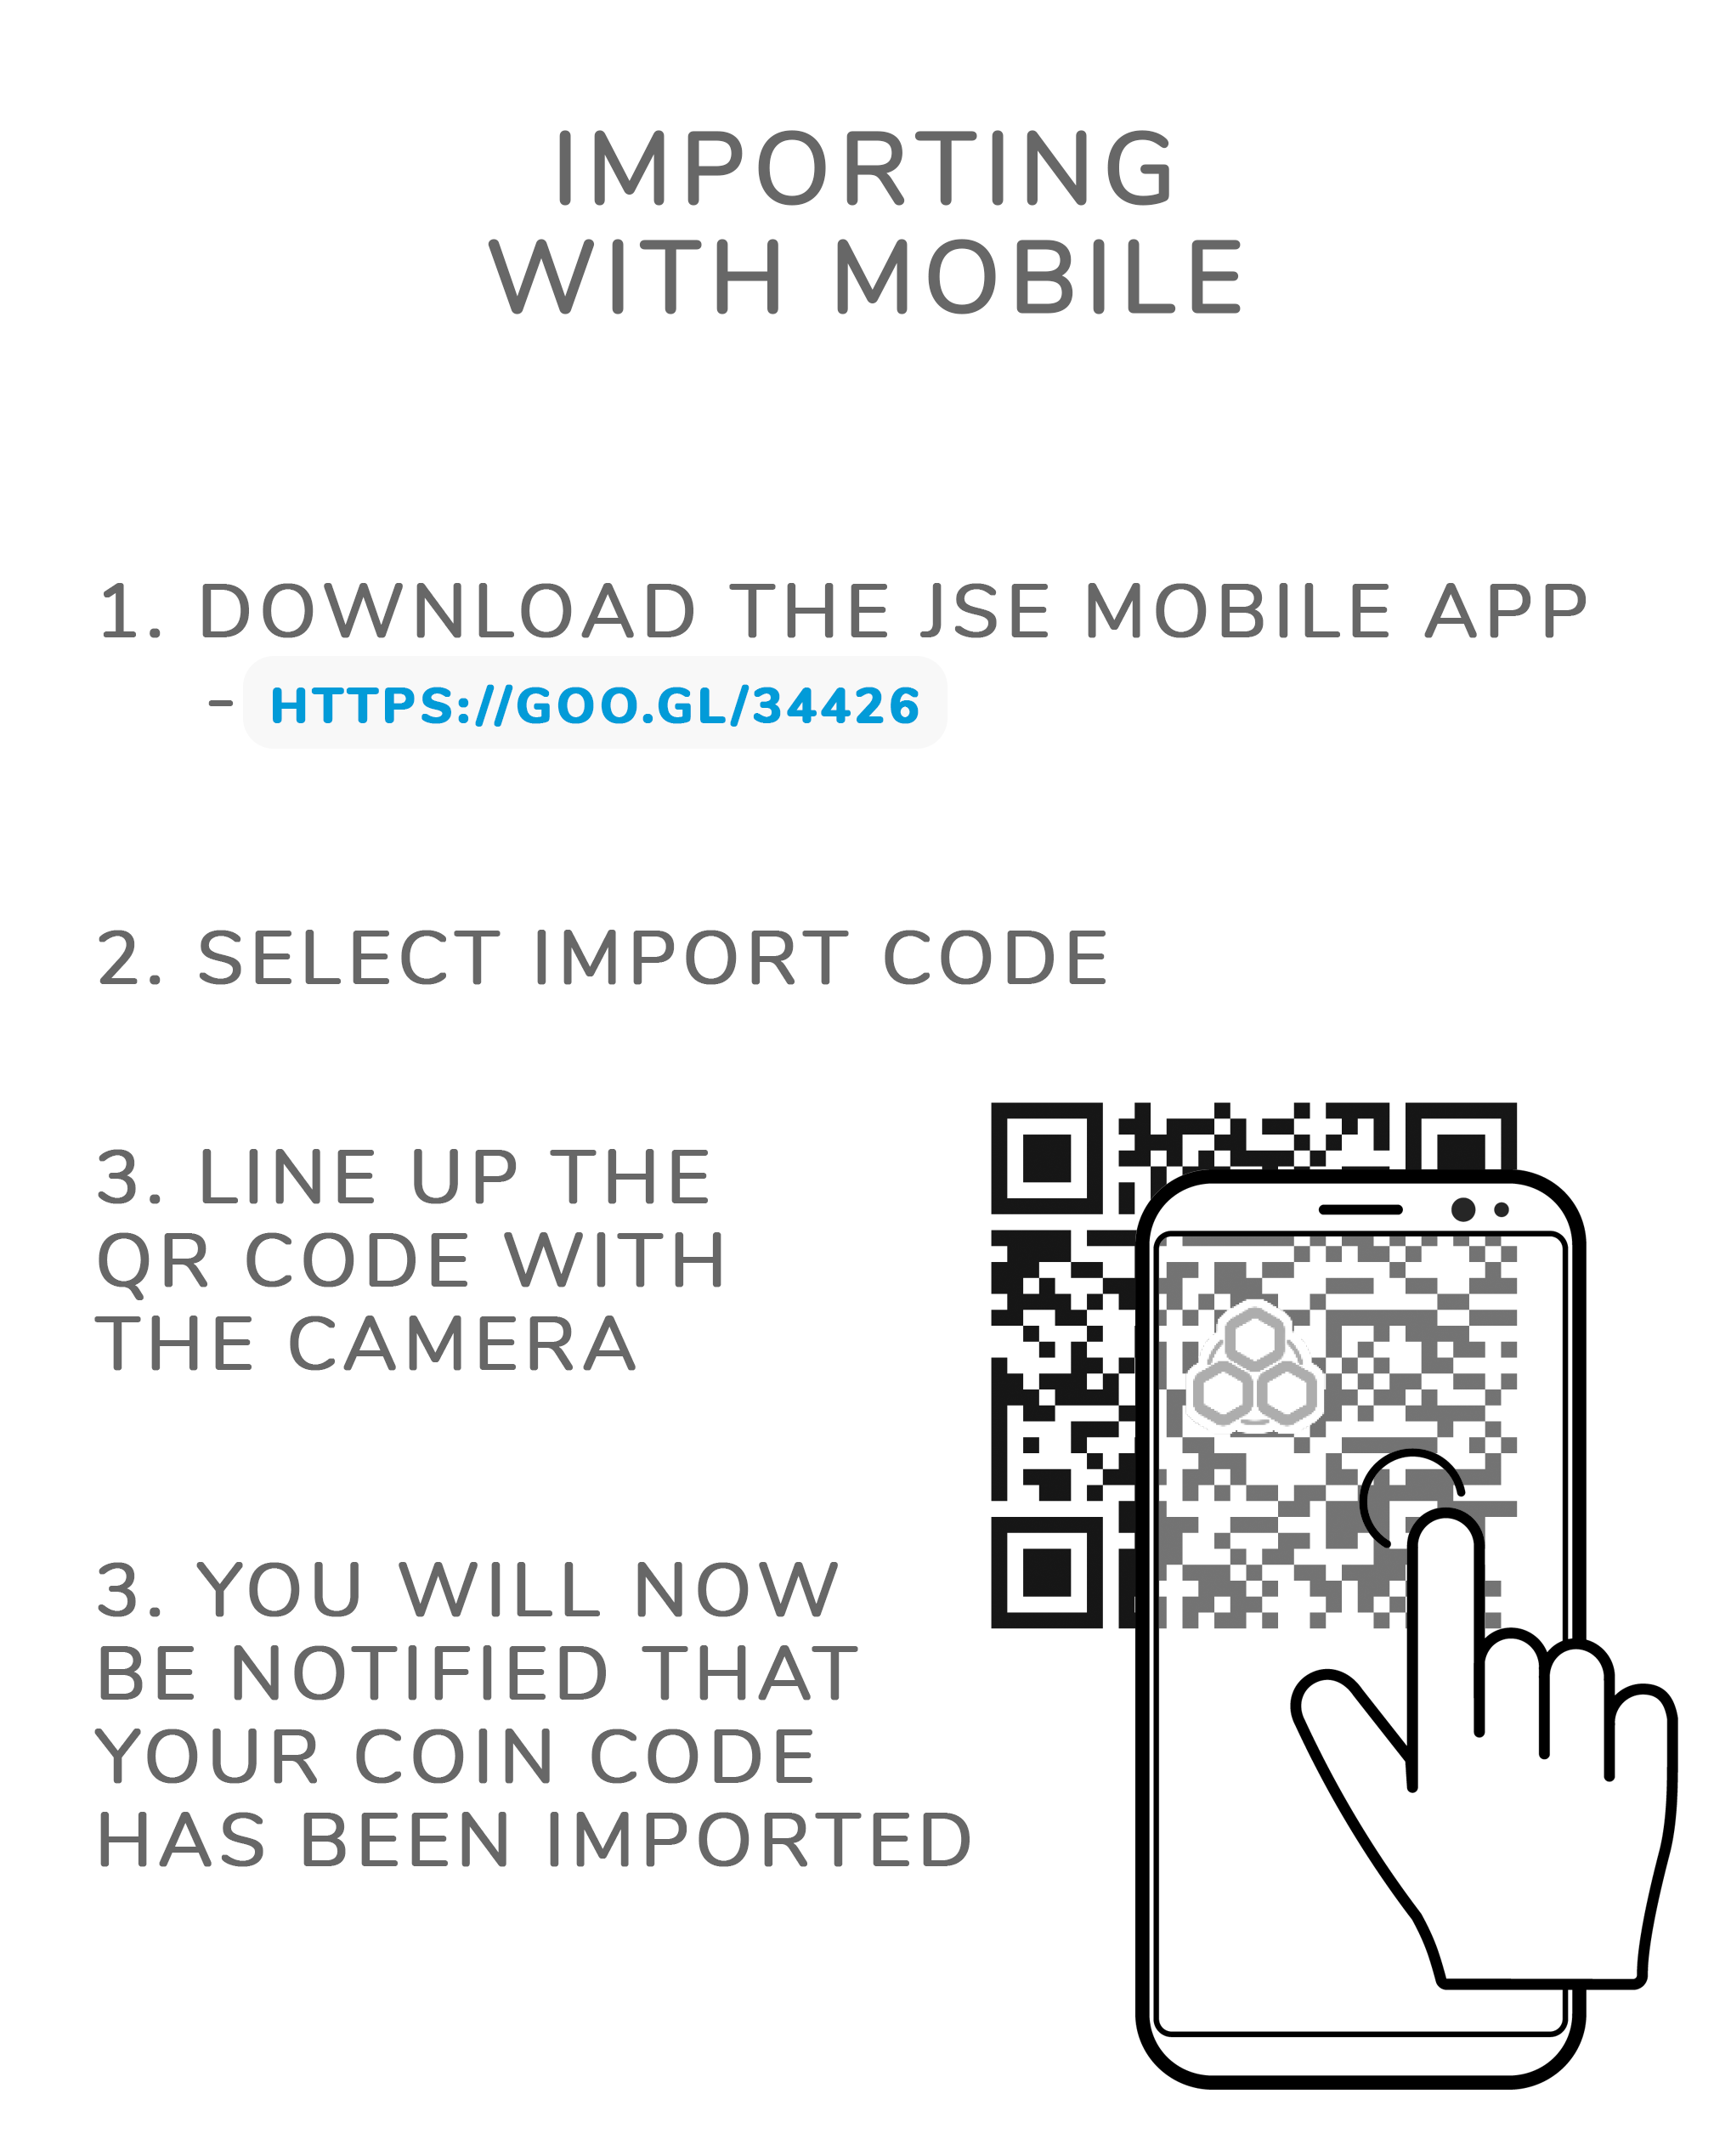 IMPORTING
WITH MOBILE
1. DOWNLOAD THE JSE MOBILE APP
- HTTPS://GOO.GL/34426
2. SELECT IMPORT CODE
3. LINE UP THE
QR CODE WITH
THE CAMERA
3. YOU WILL NOW
BE NOTIFIED THAT
YOUR COIN CODE
HAS BEEN IMPORTED